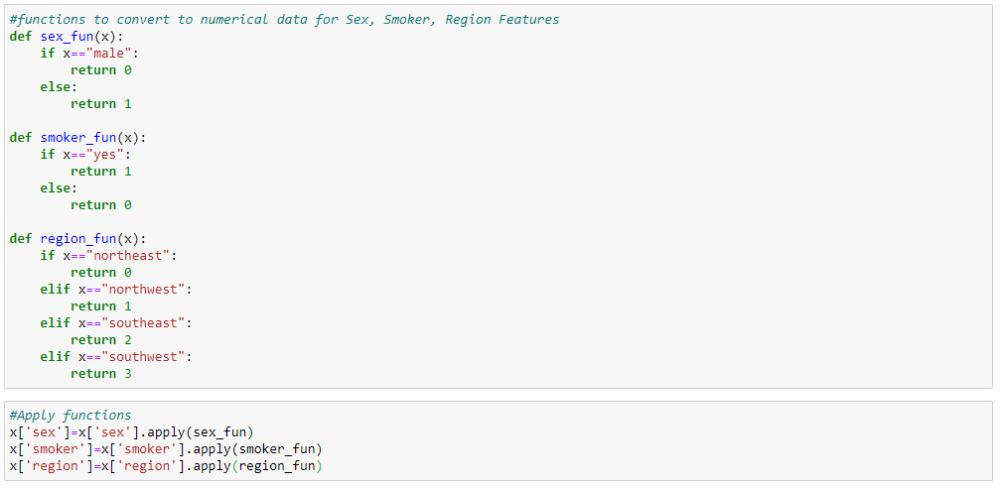 #functions to convert to numerical data for Sex, Smoker, Region Features
def sex_fun(x):
    if x=="male":
        return 0
    else:
        return 1

def smoker_fun(x):
    if x=="yes":
        return 1
    else:
        return 0

def region_fun(x):
    if x=="northeast":
        return 0
    elif x=="northwest":
        return 1
    elif x=="southeast":
        return 2
    elif x=="southwest":
        return 3

#Apply functions
x['sex']=x['sex'].apply(sex_fun)
x['smoker']=x['smoker'].apply(smoker_fun)
x['region']=x['region'].apply(region_fun)